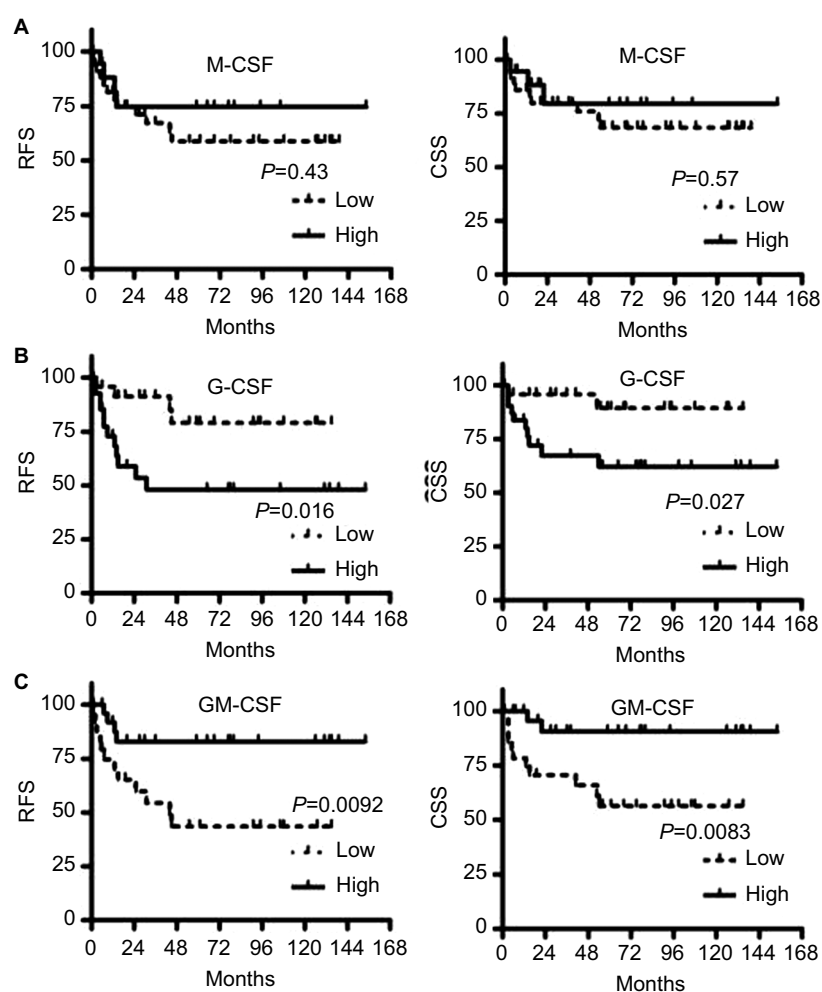 A
M-CSF
RFS
100
75
50
25
0
P=0.43
Low
High
0 24 48 72 96 120 144 168
Months
M-CSF
CSS
100
75
50
25
0
P=0.57
Low
High
0 24 48 72 96 120 144 168
Months
B
G-CSF
RFS
100
75
50
25
0
P=0.016
Low
High
0 24 48 72 96 120 144 168
Months
G-CSF
CSS
100
75
50
25
0
P=0.027
Low
High
0 24 48 72 96 120 144 168
Months
C
GM-CSF
RFS
100
75
50
25
0
P=0.0092
Low
High
0 24 48 72 96 120 144 168
Months
GM-CSF
CSS
100
75
50
25
0
P=0.0083
Low
High
0 24 48 72 96 120 144 168
Months